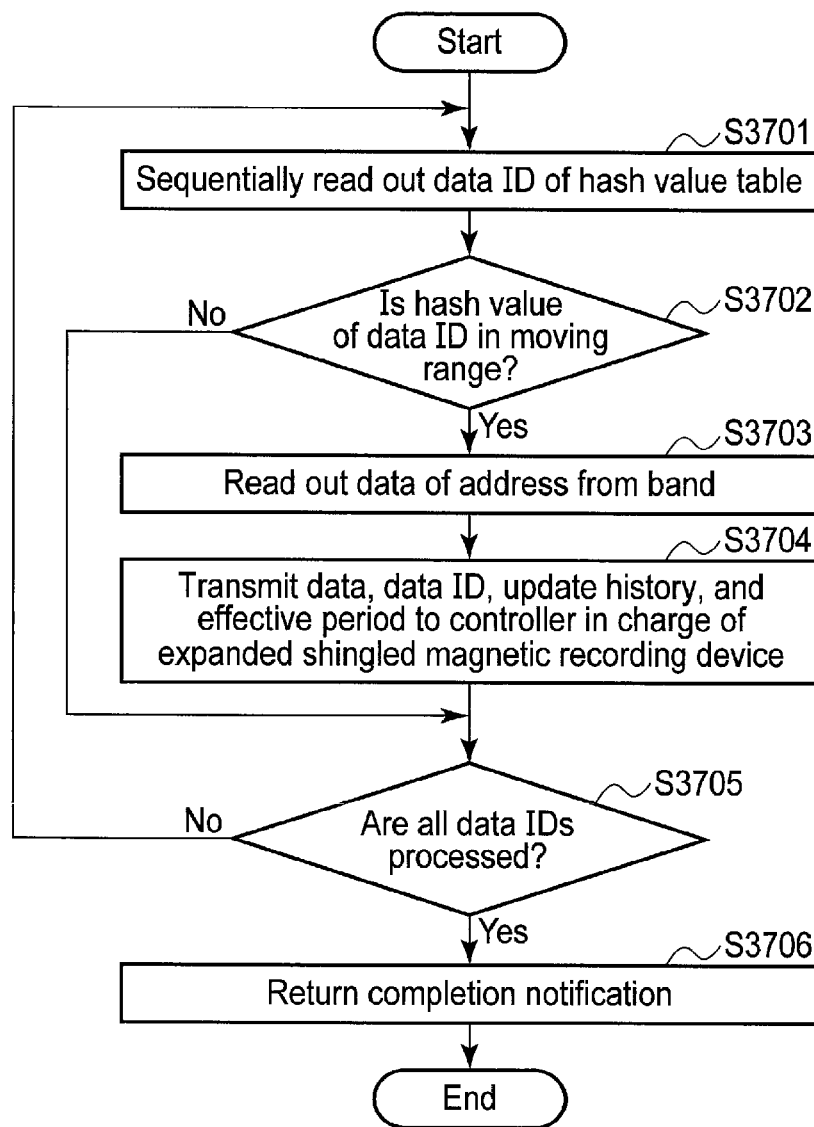 Start
S3701
Sequentially read out data ID of hash value table
S3702
Is hash value
of data ID in moving
range?
No
Yes
S3703
Read out data of address from band
S3704
Transmit data, data ID, update history, and
effective period to controller in charge of
expanded shingled magnetic recording device
S3705
Are all data IDs
processed?
No
Yes
S3706
Return completion notification
End